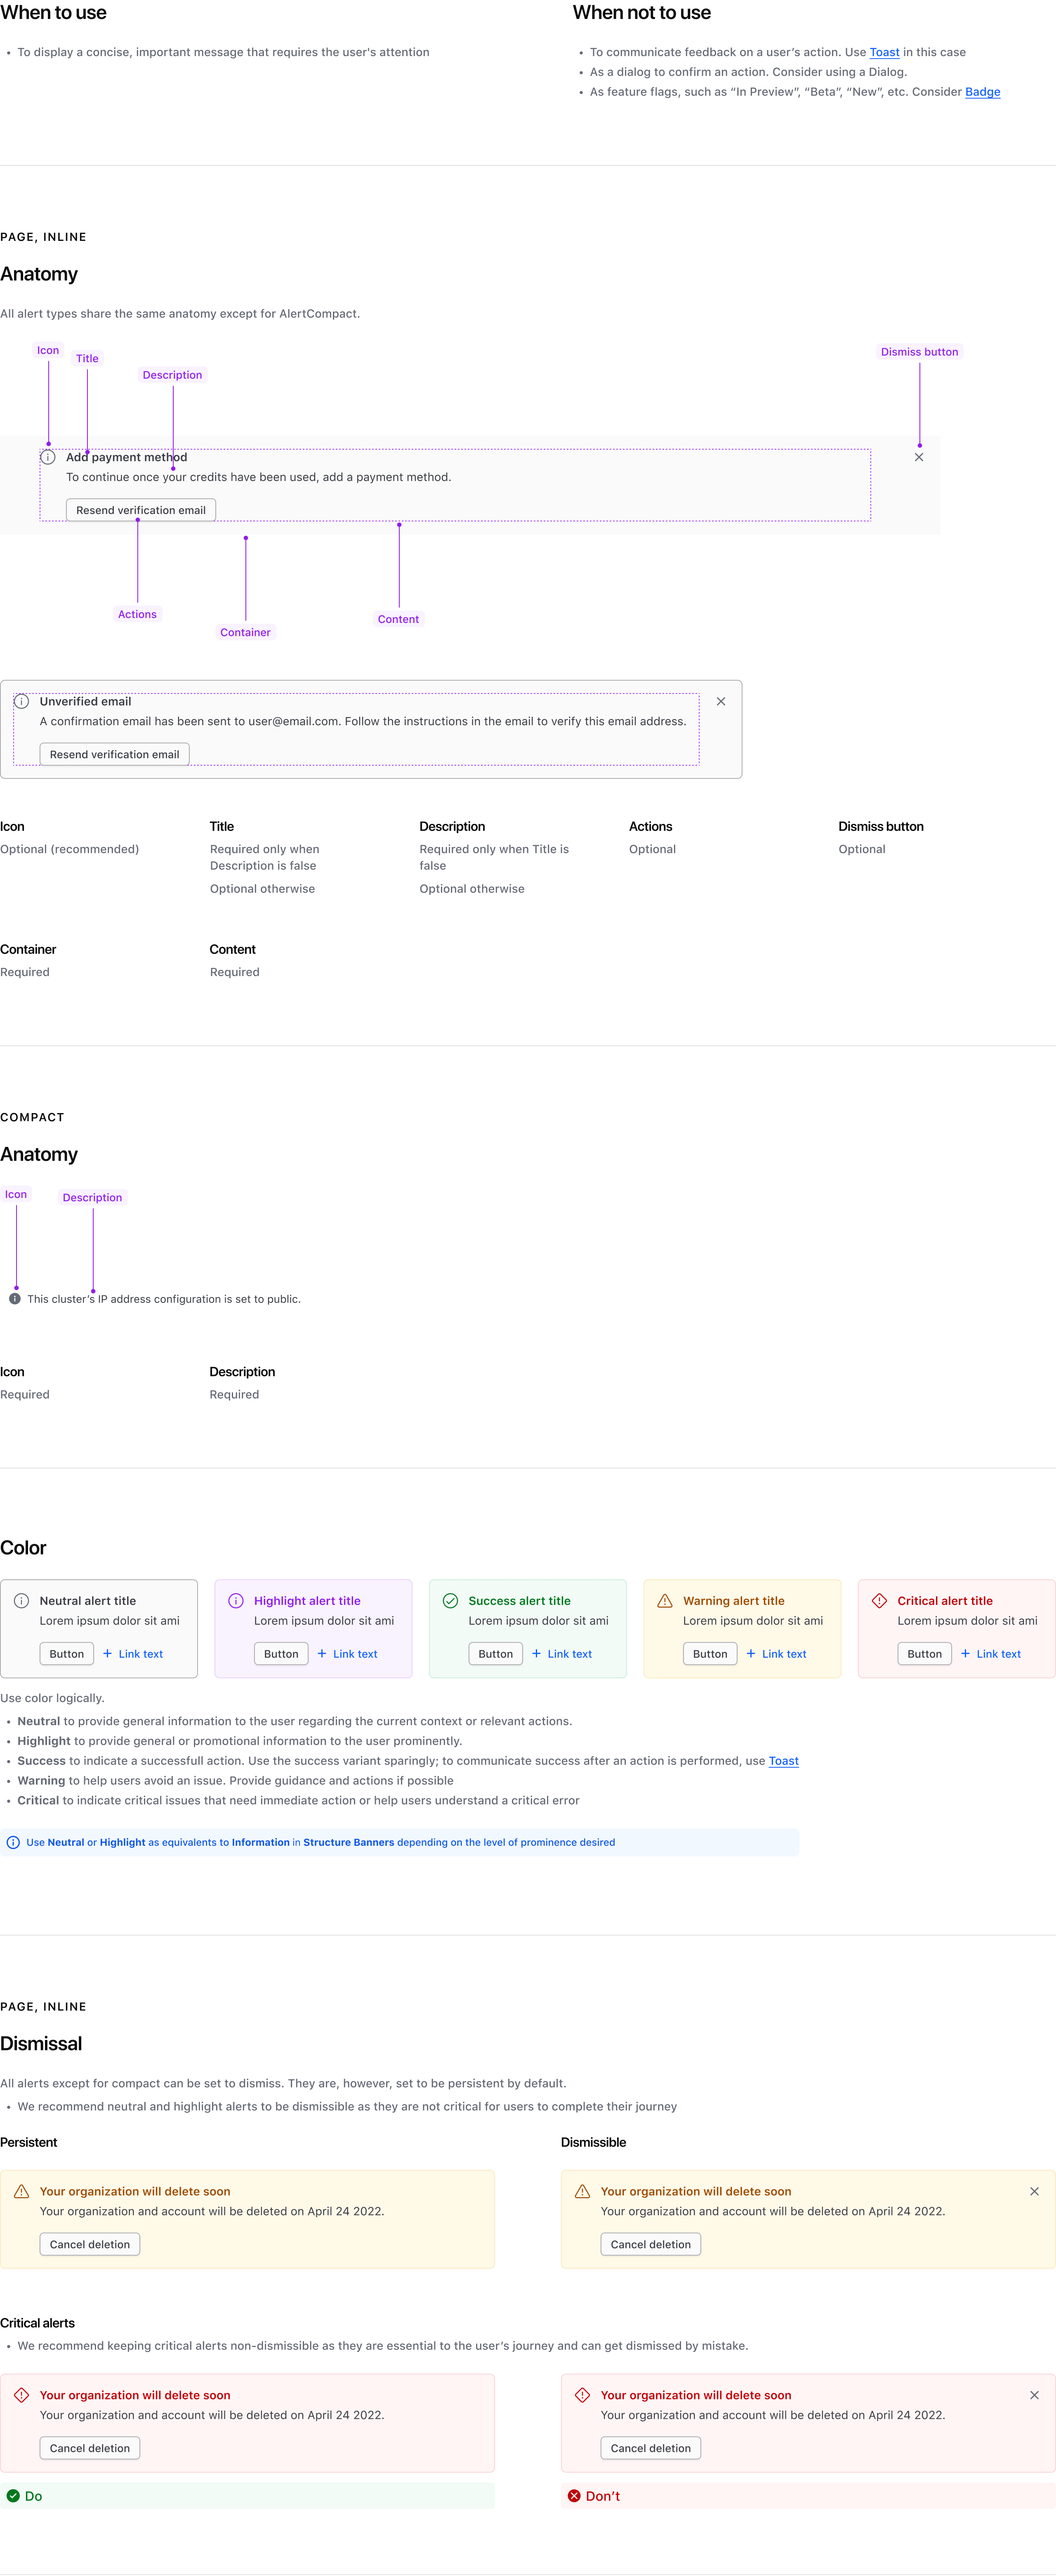 When to use
• To display a concise, important message that requires the user's attention
When not to use
• To communicate feedback on a user’s action. Use Toast in this case
• As a dialog to confirm an action. Consider using a Dialog.
• As feature flags, such as “In Preview”, “Beta”, “New”, etc. Consider Badge
PAGE, INLINE
Anatomy
All alert types share the same anatomy except for AlertCompact.
Icon
Title
Description
Dismiss button
Add payment method
To continue once your credits have been used, add a payment method.
Resend verification email
Actions
Container
Content
Unverified email
A confirmation email has been sent to user@email.com. Follow the instructions in the email to verify this email address.
Resend verification email
Icon
Optional (recommended)
Title
Required only when
Description is false
Optional otherwise
Description
Required only when Title is
false
Optional otherwise
Actions
Optional
Dismiss button
Optional
Container
Required
Content
Required
COMPACT
Anatomy
Icon
Description
This cluster’s IP address configuration is set to public.
Icon
Required
Description
Required
Color
Neutral alert title
Lorem ipsum dolor sit ami
Button + Link text
Highlight alert title
Lorem ipsum dolor sit ami
Button + Link text
Success alert title
Lorem ipsum dolor sit ami
Button + Link text
Warning alert title
Lorem ipsum dolor sit ami
Button + Link text
Critical alert title
Lorem ipsum dolor sit ami
Button + Link text
Use color logically.
• Neutral to provide general information to the user regarding the current context or relevant actions.
• Highlight to provide general or promotional information to the user prominently.
• Success to indicate a successfull action. Use the success variant sparingly; to communicate success after an action is performed, use Toast
• Warning to help users avoid an issue. Provide guidance and actions if possible
• Critical to indicate critical issues that need immediate action or help users understand a critical error
Use Neutral or Highlight as equivalents to Information in Structure Banners depending on the level of prominence desired
PAGE, INLINE
Dismissal
All alerts except for compact can be set to dismiss. They are, however, set to be persistent by default.
• We recommend neutral and highlight alerts to be dismissible as they are not critical for users to complete their journey
Persistent
Your organization will delete soon
Your organization and account will be deleted on April 24 2022.
Cancel deletion
Dismissible
Your organization will delete soon
Your organization and account will be deleted on April 24 2022.
Cancel deletion
Critical alerts
• We recommend keeping critical alerts non-dismissible as they are essential to the user’s journey and can get dismissed by mistake.
Your organization will delete soon
Your organization and account will be deleted on April 24 2022.
Cancel deletion
Do
Your organization will delete soon
Your organization and account will be deleted on April 24 2022.
Cancel deletion
Don’t